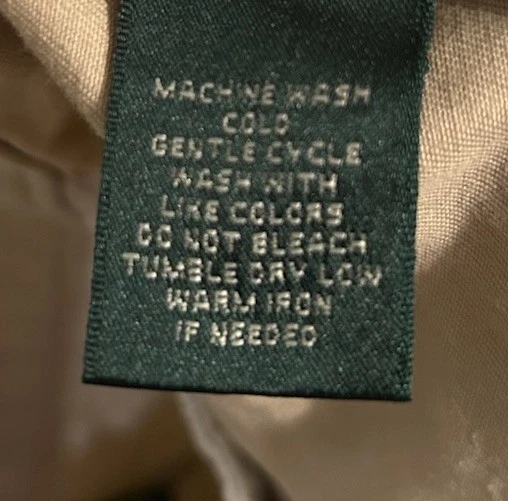 MACHINE WASH
COLD
GENTLE CYCLE
WASH WITH
LIKE COLORS
DO NOT BLEACH
TUMBLE DRY LOW
WARM IRON
IF NEEDED